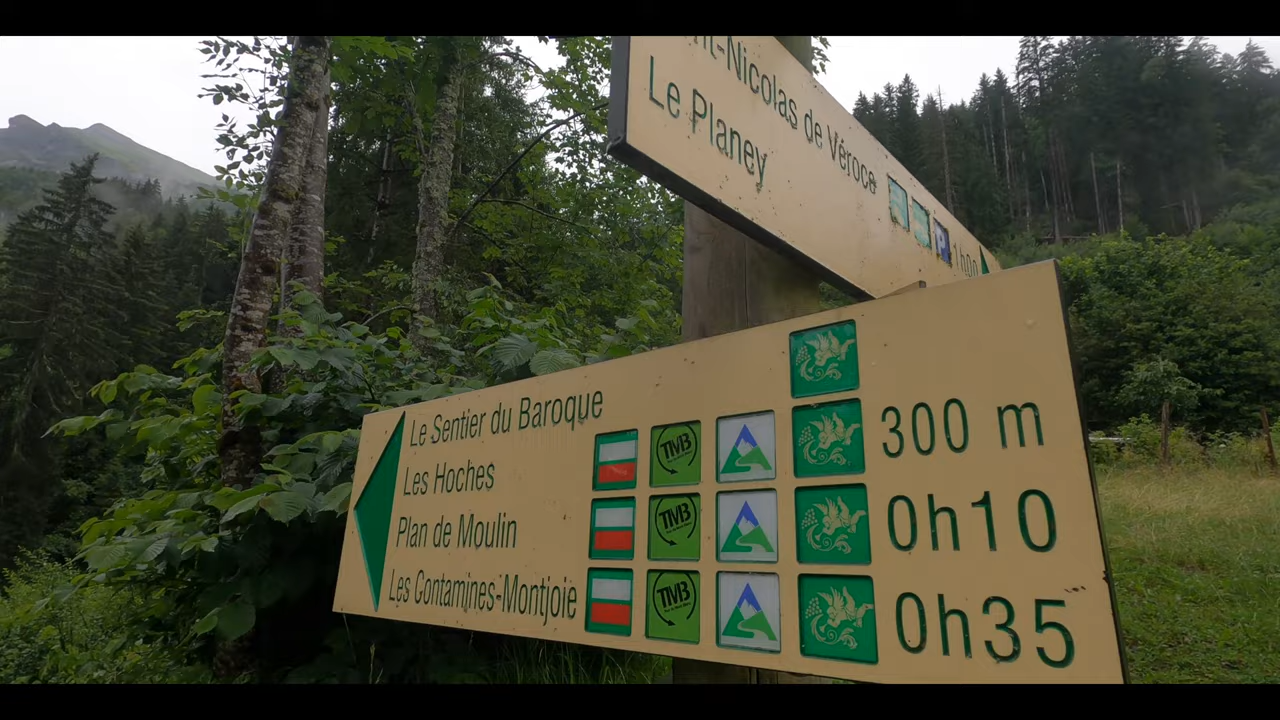 nt-Nicolas de Véroce
Le Planey
P 1h00
Le Sentier du Baroque
Les Hoches TMB 300 m
Plan de Moulin TMB 0h10
Les Contamines-Montjoie TMB 0h35